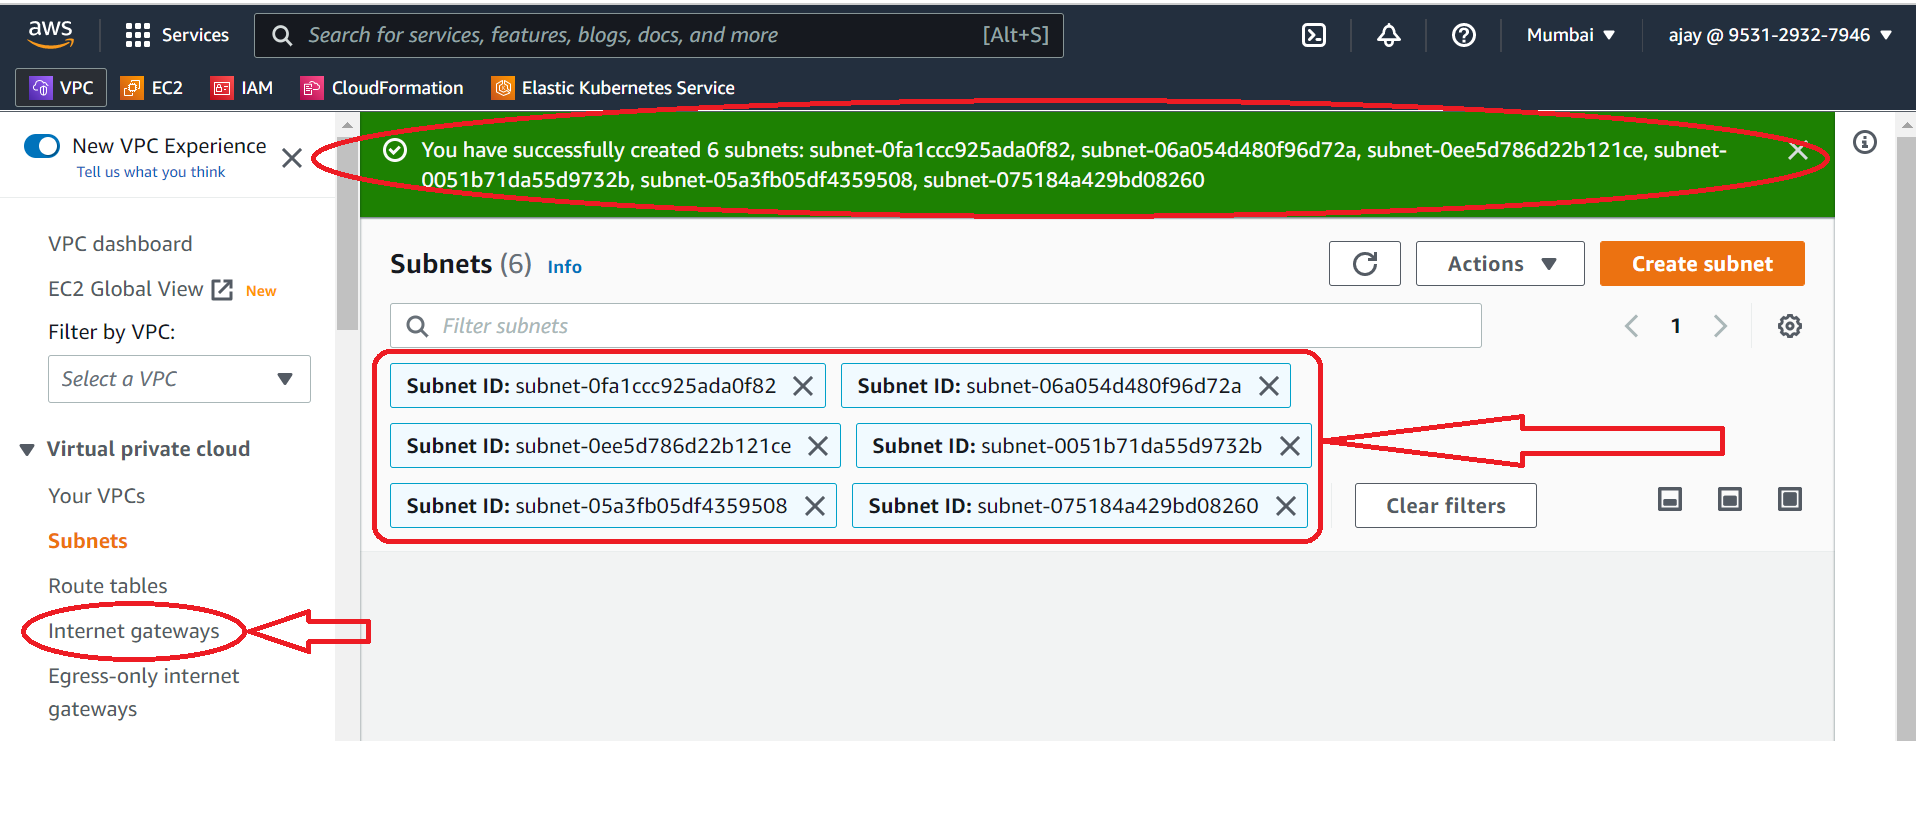 aws
Services
Search for services, features, blogs, docs, and more
[Alt+S]
Mumbai
ajay @ 9531-2932-7946
VPC
EC2
IAM
CloudFormation
Elastic Kubernetes Service
New VPC Experience
Tell us what you think
You have successfully created 6 subnets: subnet-0fa1ccc925ada0f82, subnet-06a054d480f96d72a, subnet-0ee5d786d22b121ce, subnet-
0051b71da55d9732b, subnet-05a3fb05df4359508, subnet-075184a429bd08260
VPC dashboard
EC2 Global View New
Filter by VPC:
Select a VPC
Virtual private cloud
Your VPCs
Subnets
Route tables
Internet gateways
Egress-only internet
gateways
Subnets (6) Info
Actions
Create subnet
Filter subnets
1
Subnet ID: subnet-0fa1ccc925ada0f82
Subnet ID: subnet-06a054d480f96d72a
Subnet ID: subnet-0ee5d786d22b121ce
Subnet ID: subnet-0051b71da55d9732b
Subnet ID: subnet-05a3fb05df4359508
Subnet ID: subnet-075184a429bd08260
Clear filters